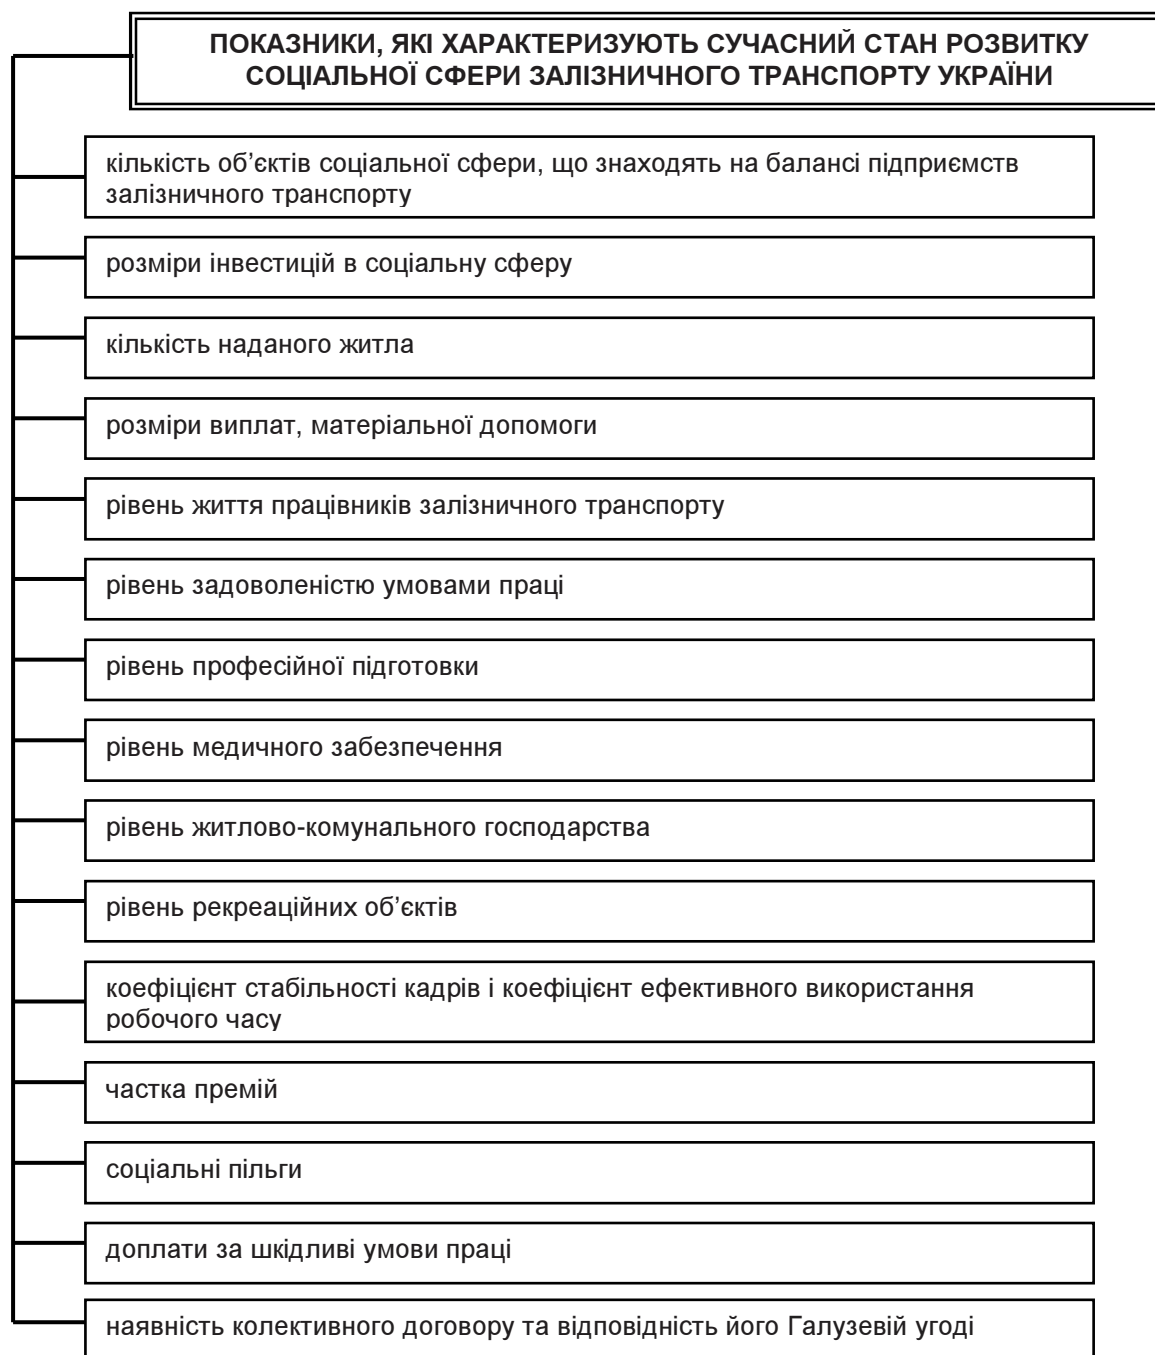 ПОКАЗНИКИ, ЯКІ ХАРАКТЕРИЗУЮТЬ СУЧАСНИЙ СТАН РОЗВИТКУ
СОЦІАЛЬНОЇ СФЕРИ ЗАЛІЗНИЧНОГО ТРАНСПОРТУ УКРАЇНИ
кількість об’єктів соціальної сфери, що знаходять на балансі підприємств
залізничного транспорту
розміри інвестицій в соціальну сферу
кількість наданого житла
розміри виплат, матеріальної допомоги
рівень життя працівників залізничного транспорту
рівень задоволеністю умовами праці
рівень професійної підготовки
рівень медичного забезпечення
рівень житлово-комунального господарства
рівень рекреаційних об’єктів
коефіцієнт стабільності кадрів і коефіцієнт ефективного використання
робочого часу
частка премій
соціальні пільги
доплати за шкідливі умови праці
наявність колективного договору та відповідність його Галузевій угоді